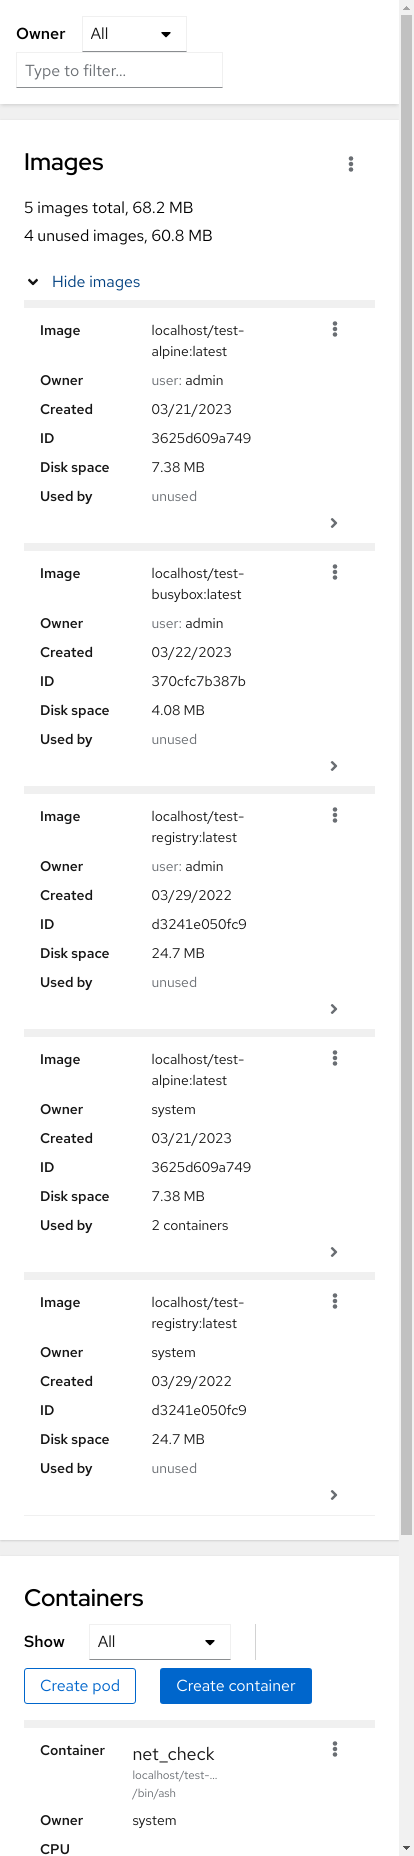 Owner All
Type to filter...
Images
5 images total, 68.2 MB
4 unused images, 60.8 MB
Hide images
Image localhost/test-
alpine:latest
Owner user: admin
Created 03/21/2023
ID 3625d609a749
Disk space 7.38 MB
Used by unused
Image localhost/test-
busybox:latest
Owner user: admin
Created 03/22/2023
ID 370cfc7b387b
Disk space 4.08 MB
Used by unused
Image localhost/test-
registry:latest
Owner user: admin
Created 03/29/2022
ID d3241e050fc9
Disk space 24.7 MB
Used by unused
Image localhost/test-
alpine:latest
Owner system
Created 03/21/2023
ID 3625d609a749
Disk space 7.38 MB
Used by 2 containers
Image localhost/test-
registry:latest
Owner system
Created 03/29/2022
ID d3241e050fc9
Disk space 24.7 MB
Used by unused
Containers
Show All
Create pod Create container
Container net_check
localhost/test-...
/bin/ash
Owner system
CPU